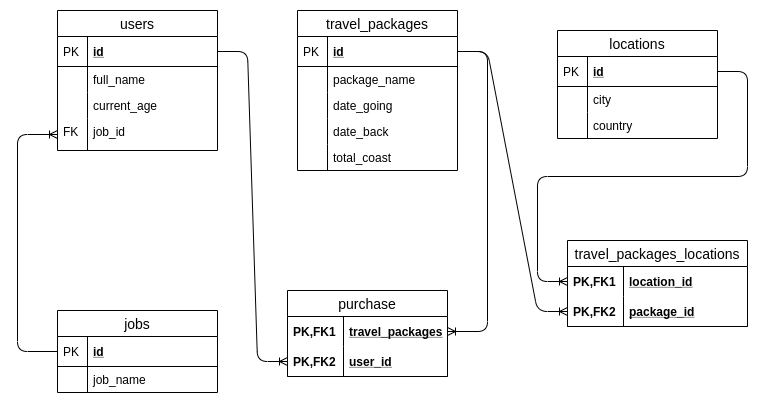 users
PK id
full_name
current_age
FK job_id
travel_packages
PK id
package_name
date_going
date_back
total_coast
locations
PK id
city
country
jobs
PK id
job_name
purchase
PK,FK1 travel_packages
PK,FK2 user_id
travel_packages_locations
PK,FK1 location_id
PK,FK2 package_id